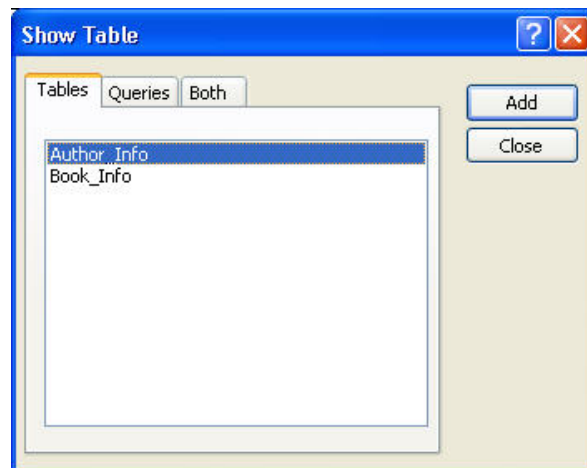 Show Table
Tables Queries Both
Add
Close
Author_Info
Book_Info